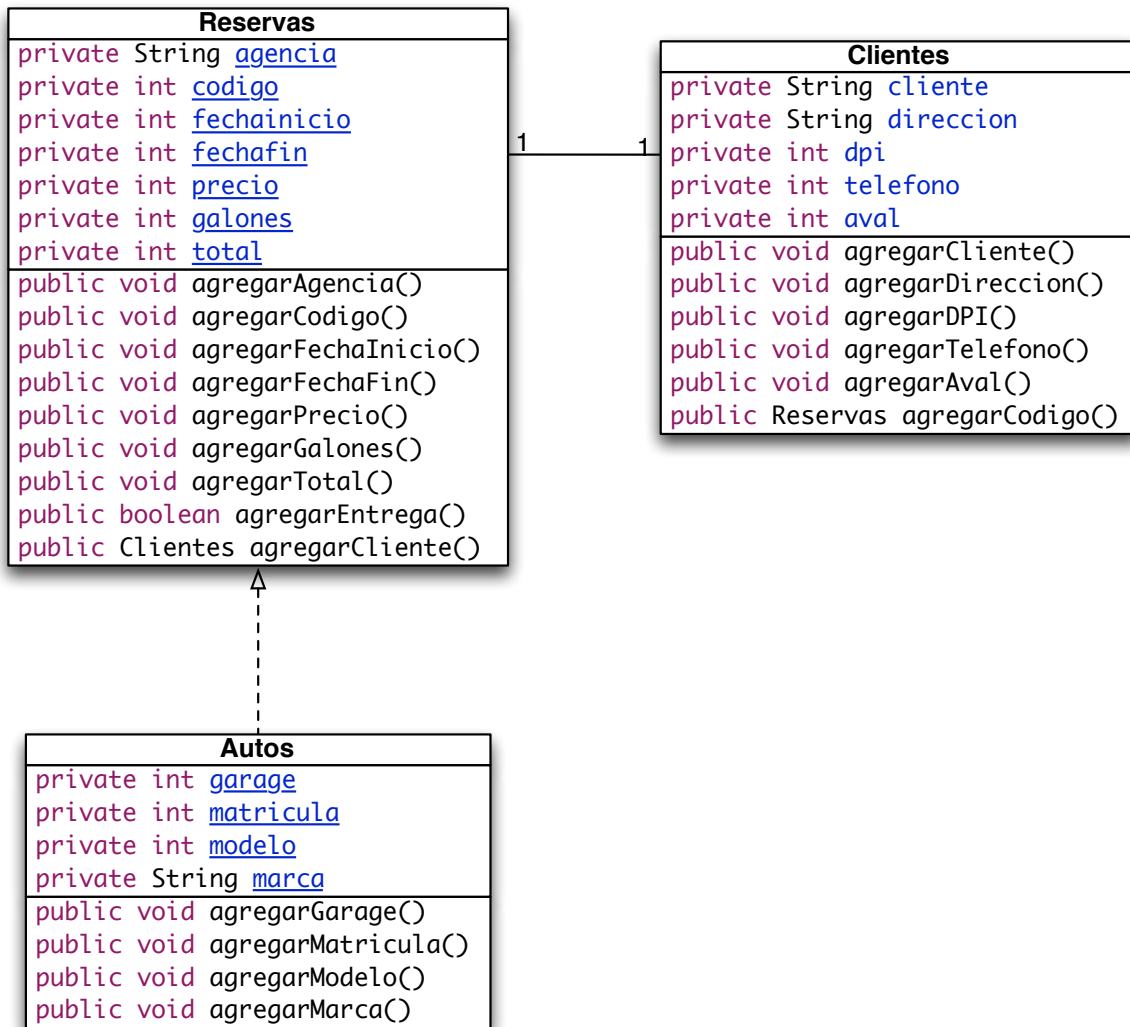 Reservas
private String agencia
private int codigo
private int fechainicio
private int fechafin
private int precio
private int galones
private int total
public void agregarAgencia()
public void agregarCodigo()
public void agregarFechaInicio()
public void agregarFechaFin()
public void agregarPrecio()
public void agregarGalones()
public void agregarTotal()
public boolean agregarEntrega()
public Clientes agregarCliente()
1
1
Clientes
private String cliente
private String direccion
private int dpi
private int telefono
private int aval
public void agregarCliente()
public void agregarDireccion()
public void agregarDPI()
public void agregarTelefono()
public void agregarAval()
public Reservas agregarCodigo()
Autos
private int garage
private int matricula
private int modelo
private String marca
public void agregarGarage()
public void agregarMatricula()
public void agregarModelo()
public void agregarMarca()